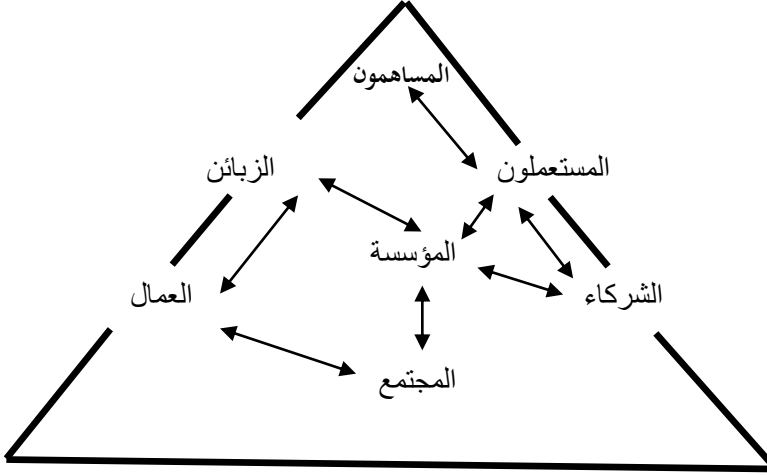 المساهمون
المستعملون
الزبائن
المؤسسة
الشركاء
العمال
المجتمع